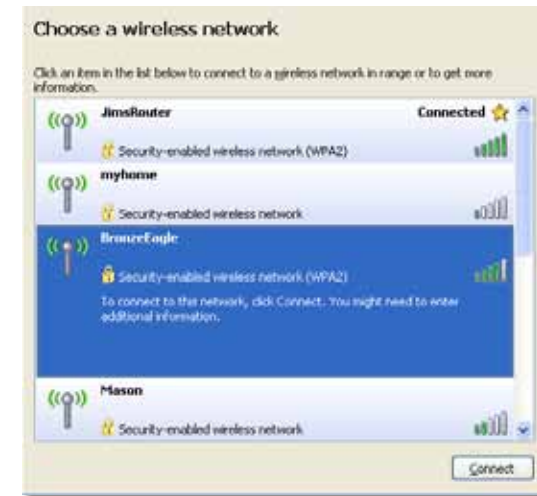 Choose a wireless network
Click an item in the list below to connect to a wireless network in range or to get more
information.
JimsRouter Connected
Security-enabled wireless network (WPA2)
myhome
Security-enabled wireless network
BronzeEagle
Security-enabled wireless network (WPA2)
To connect to this network, click Connect. You might need to enter
additional information.
Mason
Security-enabled wireless network
Connect